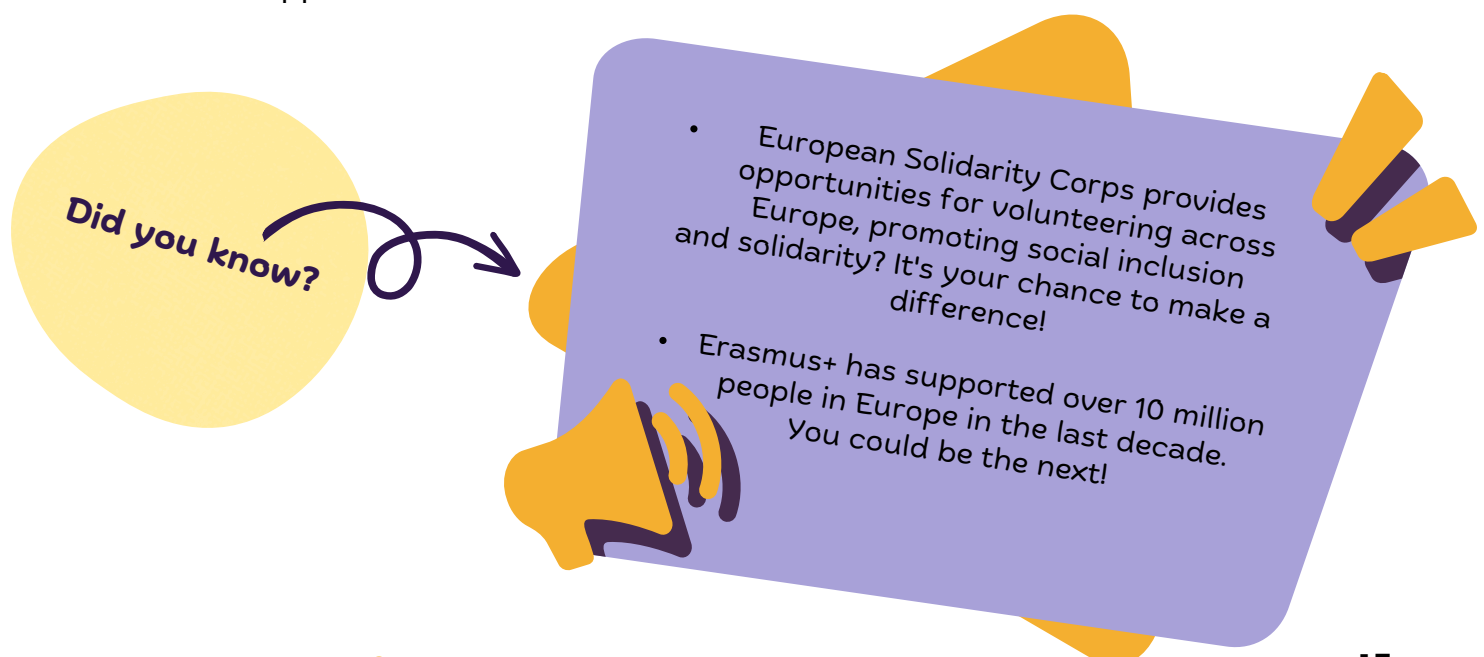 Did you know?
• European Solidarity Corps provides
opportunities for volunteering across
Europe, promoting social inclusion
and solidarity? It's your chance to make a
difference!
• Erasmus+ has supported over 10 million
people in Europe in the last decade.
You could be the next!